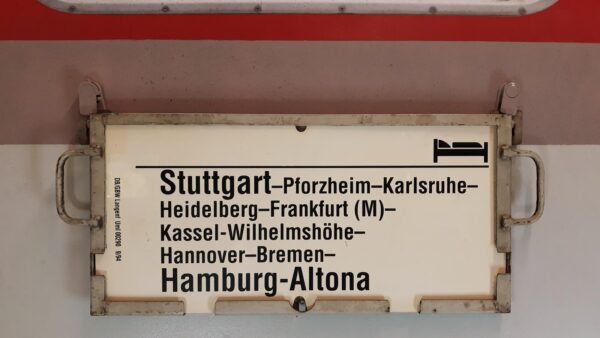 Stuttgart–Pforzheim–Karlsruhe–
Heidelberg–Frankfurt (M)–
Kassel-Wilhelmshöhe–
Hannover–Bremen–
Hamburg-Altona